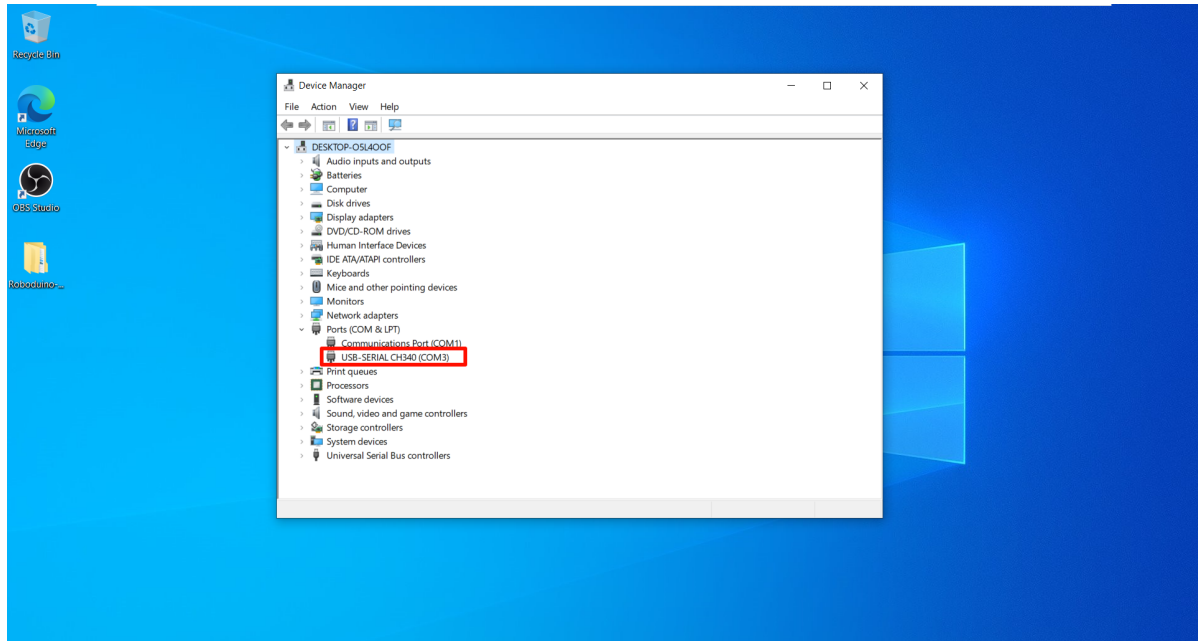 Recycle Bin
Microsoft
Edge
OBS Studio
Roboduino-...
Device Manager
File Action View Help
DESKTOP-O5L4OOF
Audio inputs and outputs
Batteries
Computer
Disk drives
Display adapters
DVD/CD-ROM drives
Human Interface Devices
IDE ATA/ATAPI controllers
Keyboards
Mice and other pointing devices
Monitors
Network adapters
Ports (COM & LPT)
Communications Port (COM1)
USB-SERIAL CH340 (COM3)
Print queues
Processors
Software devices
Sound, video and game controllers
Storage controllers
System devices
Universal Serial Bus controllers